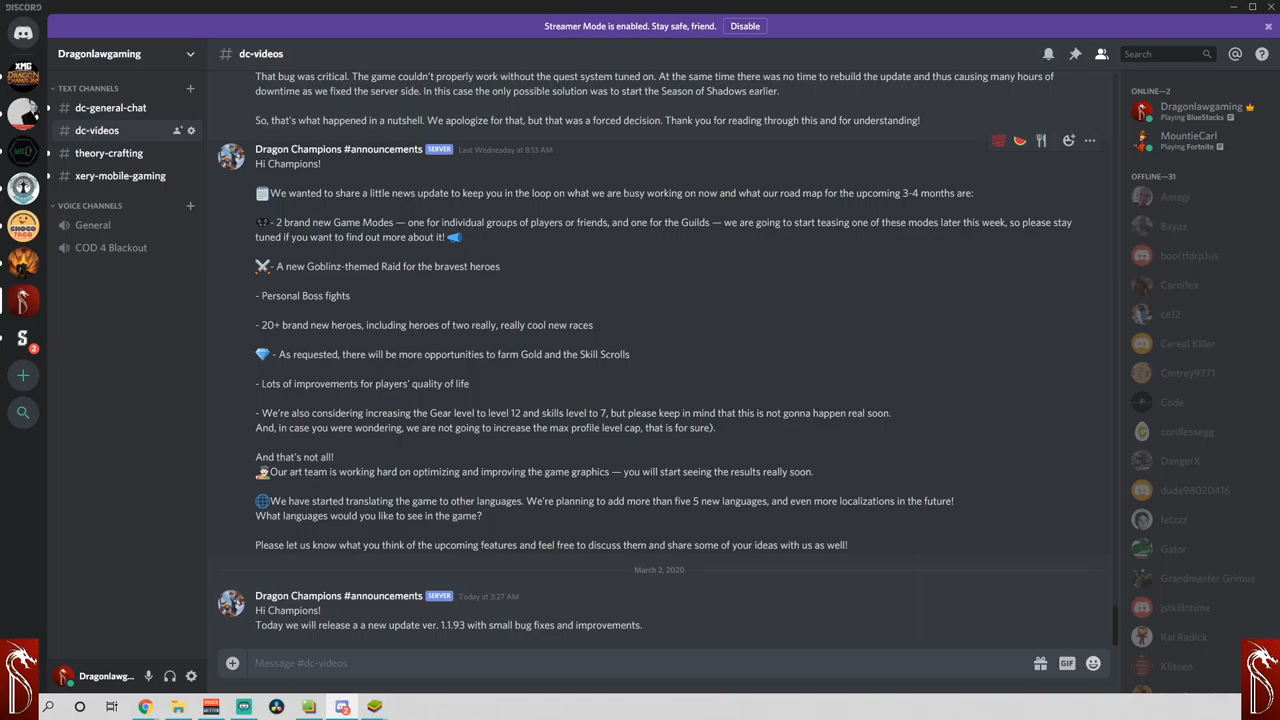 DISCORD
Streamer Mode is enabled. Stay safe, friend. Disable
Dragonlawgaming
# dc-videos
Search
TEXT CHANNELS
# dc-general-chat
# dc-videos
# theory-crafting
# xery-mobile-gaming
VOICE CHANNELS
General
COD 4 Blackout
XMG
DRAGON
CHAMPIONS
CHOCO
TACO
S
2
That bug was critical. The game couldn't properly work without the quest system tuned on. At the same time there was no time to rebuild the update and thus causing many hours of
downtime as we fixed the server side. In this case the only possible solution was to start the Season of Shadows earlier.
So, that's what happened in a nutshell. We apologize for that, but that was a forced decision. Thank you for reading through this and for understanding!
Dragon Champions #announcements SERVER Last Wednesday at 8:13 AM
Hi Champions!
We wanted to share a little news update to keep you in the loop on what we are busy working on now and what our road map for the upcoming 3-4 months are:
- 2 brand new Game Modes — one for individual groups of players or friends, and one for the Guilds — we are going to start teasing one of these modes later this week, so please stay
tuned if you want to find out more about it!
- A new Goblinz-themed Raid for the bravest heroes
- Personal Boss fights
- 20+ brand new heroes, including heroes of two really, really cool new races
- As requested, there will be more opportunities to farm Gold and the Skill Scrolls
- Lots of improvements for players' quality of life
- We're also considering increasing the Gear level to level 12 and skills level to 7, but please keep in mind that this is not gonna happen real soon.
And, in case you were wondering, we are not going to increase the max profile level cap, that is for sure).
And that's not all!
Our art team is working hard on optimizing and improving the game graphics — you will start seeing the results really soon.
We have started translating the game to other languages. We're planning to add more than five 5 new languages, and even more localizations in the future!
What languages would you like to see in the game?
Please let us know what you think of the upcoming features and feel free to discuss them and share some of your ideas with us as well!
March 2, 2020
Dragon Champions #announcements SERVER Today at 3:27 AM
Hi Champions!
Today we will release a a new update ver. 1.1.93 with small bug fixes and improvements.
Message #dc-videos
GIF
ONLINE—2
Dragonlawgaming
Playing BlueStacks
MountieCarl
Playing Fortnite
OFFLINE—31
Amagi
Bayaz
boo(tfdrp)us
Carnifex
ce12
Cereal Killer
Cmtrey9771
Code
cordlessegg
DangerX
dude98020416
fetzzz
Gator
Grandmaster Grimus
jstkilntime
Kal Radick
Klissen
Dragonlawg...
2